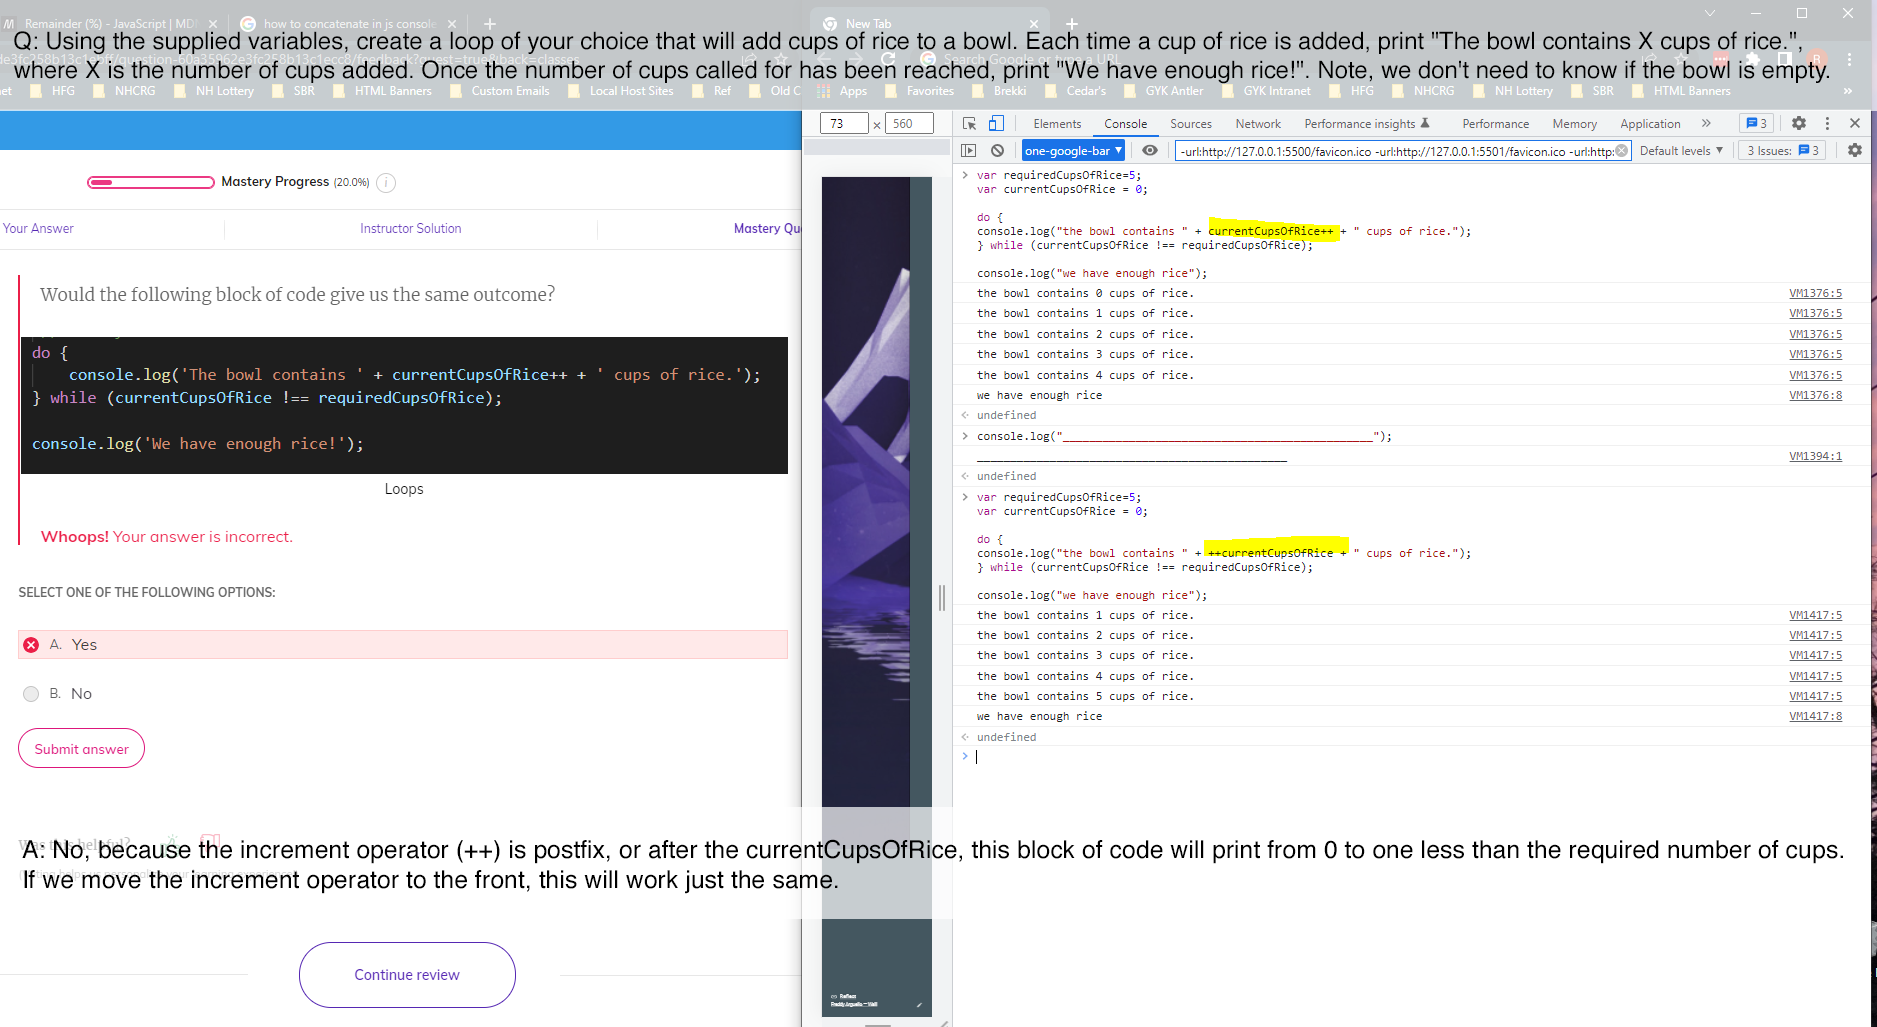 Remainder (%) - JavaScript | MD
how to concatenate in js console
New Tab
Q: Using the supplied variables, create a loop of your choice that will add cups of rice to a bowl. Each time a cup of rice is added, print "The bowl contains X cups of rice.",
where X is the number of cups added. Once the number of cups called for has been reached, print "We have enough rice!". Note, we don't need to know if the bowl is empty.
HFG NHCRG NH Lottery SBR HTML Banners Custom Emails Local Host Sites Ref Old C
Apps Favorites Brekki Cedar's GYK Antler GYK Intranet HFG NHCRG NH Lottery SBR HTML Banners »
73 × 560
Elements Console Sources Network Performance insights Performance Memory Application » 3
one-google-bar ▼ -url:http://127.0.0.1:5500/favicon.ico -url:http://127.0.0.1:5501/favicon.ico -url:http: Default levels ▼ 3 Issues: 3
Mastery Progress (20.0%) i
Your Answer Instructor Solution Mastery Qu
Would the following block of code give us the same outcome?
do {
console.log('The bowl contains ' + currentCupsOfRice++ + ' cups of rice.');
} while (currentCupsOfRice !== requiredCupsOfRice);
console.log('We have enough rice!');
Loops
Whoops! Your answer is incorrect.
SELECT ONE OF THE FOLLOWING OPTIONS:
A. Yes
B. No
Submit answer
> var requiredCupsOfRice=5;
var currentCupsOfRice = 0;
do {
console.log("the bowl contains " + currentCupsOfRice++ + " cups of rice.");
} while (currentCupsOfRice !== requiredCupsOfRice);
console.log("we have enough rice");
the bowl contains 0 cups of rice. VM1376:5
the bowl contains 1 cups of rice. VM1376:5
the bowl contains 2 cups of rice. VM1376:5
the bowl contains 3 cups of rice. VM1376:5
the bowl contains 4 cups of rice. VM1376:5
we have enough rice VM1376:8
undefined
> console.log("_______________________________________________");
_______________________________________________ VM1394:1
undefined
> var requiredCupsOfRice=5;
var currentCupsOfRice = 0;
do {
console.log("the bowl contains " + ++currentCupsOfRice + " cups of rice.");
} while (currentCupsOfRice !== requiredCupsOfRice);
console.log("we have enough rice");
the bowl contains 1 cups of rice. VM1417:5
the bowl contains 2 cups of rice. VM1417:5
the bowl contains 3 cups of rice. VM1417:5
the bowl contains 4 cups of rice. VM1417:5
the bowl contains 5 cups of rice. VM1417:5
we have enough rice VM1417:8
undefined
>
Was this helpful?
A: No, because the increment operator (++) is postfix, or after the currentCupsOfRice, this block of code will print from 0 to one less than the required number of cups.
If we move the increment operator to the front, this will work just the same.
Continue review